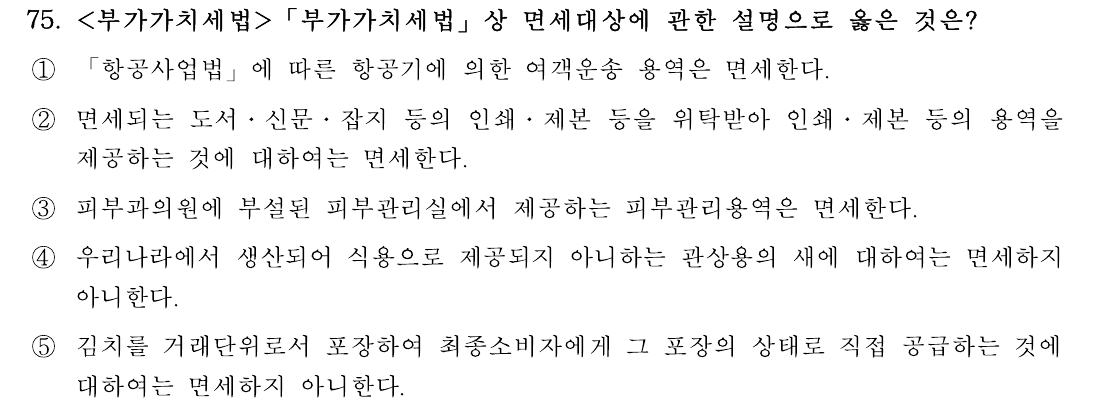 75. <부가가치세법>「부가가치세법」상 면세대상에 관한 설명으로 옳은 것은?
① 「항공사업법」에 따른 항공기에 의한 여객운송 용역은 면세한다.
② 면세되는 도서·신문·잡지 등의 인쇄·제본 등을 위탁받아 인쇄·제본 등의 용역을
제공하는 것에 대하여는 면세한다.
③ 피부과의원에 부설된 피부관리실에서 제공하는 피부관리용역은 면세한다.
④ 우리나라에서 생산되어 식용으로 제공되지 아니하는 관상용의 새에 대하여는 면세하지
아니한다.
⑤ 김치를 거래단위로서 포장하여 최종소비자에게 그 포장의 상태로 직접 공급하는 것에
대하여는 면세하지 아니한다.